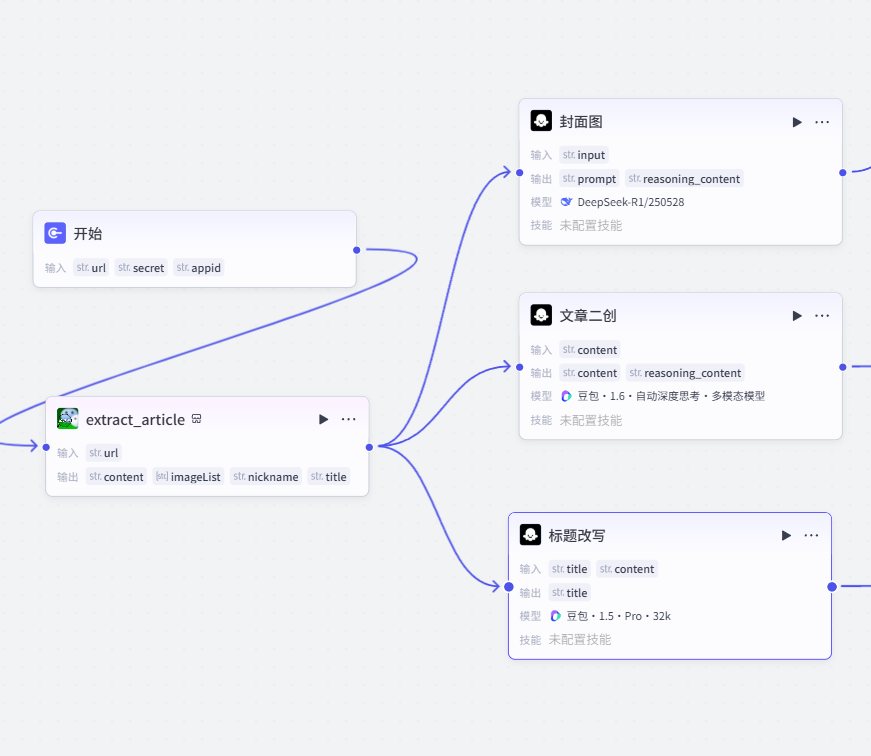 开始
输入 str. url str. secret str. appid
extract_article
输入 str. url
输出 str. content [str] imageList str. nickname str. title
封面图
输入 str. input
输出 str. prompt str. reasoning_content
模型 DeepSeek-R1/250528
技能 未配置技能
文章二创
输入 str. content
输出 str. content str. reasoning_content
模型 豆包・1.6・自动深度思考・多模态模型
技能 未配置技能
标题改写
输入 str. title str. content
输出 str. title
模型 豆包・1.5・Pro・32k
技能 未配置技能